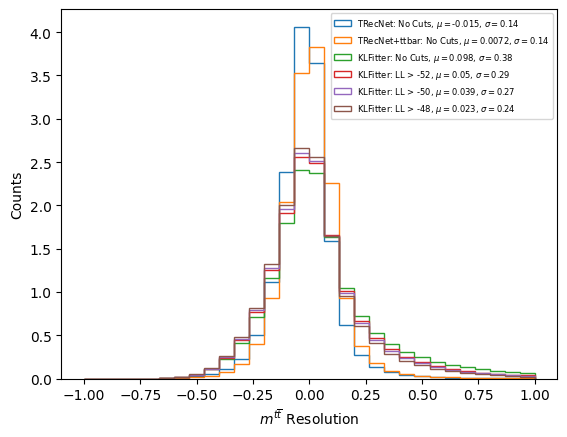 TRecNet: No Cuts, μ=-0.015, σ=0.14
TRecNet+ttbar: No Cuts, μ=0.0072, σ=0.14
KLFitter: No Cuts, μ=0.098, σ=0.38
KLFitter: LL > -52, μ=0.05, σ=0.29
KLFitter: LL > -50, μ=0.039, σ=0.27
KLFitter: LL > -48, μ=0.023, σ=0.24
Counts
4.0
3.5
3.0
2.5
2.0
1.5
1.0
0.5
0.0
−1.00 −0.75 −0.50 −0.25 0.00 0.25 0.50 0.75 1.00
m^{tt̄} Resolution